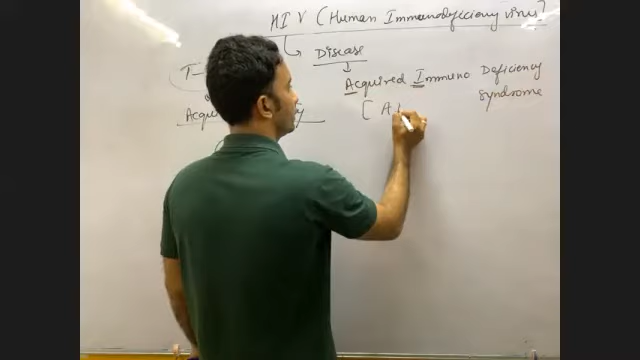 HIV (Human Immunodeficiency virus)
Disease
T-
Acquired Immuno Deficiency
Syndrome
[ A I